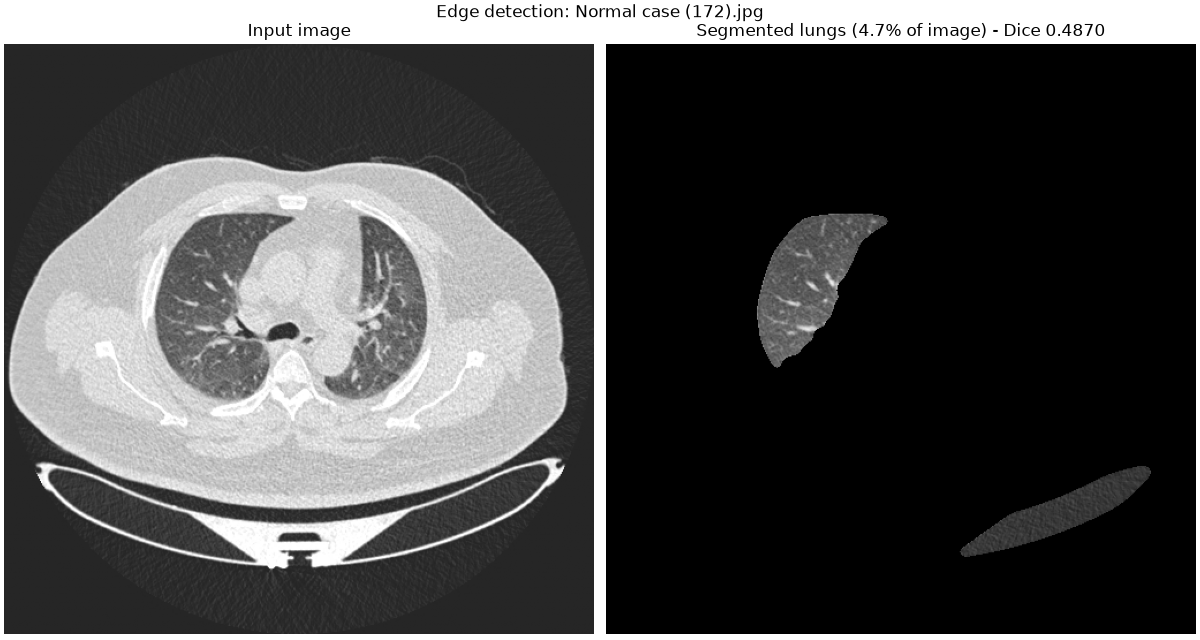 Edge detection: Normal case (172).jpg
Input image
Segmented lungs (4.7% of image) - Dice 0.4870